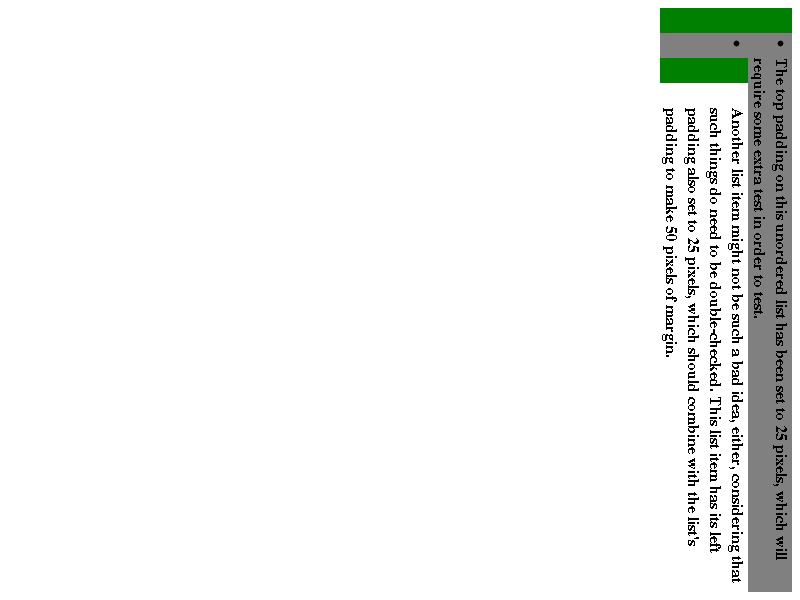 • The top padding on this unordered list has been set to 25 pixels, which will
require some extra test in order to test.
• Another list item might not be such a bad idea, either, considering that
such things do need to be double-checked. This list item has its left
padding also set to 25 pixels, which should combine with the list's
padding to make 50 pixels of margin.